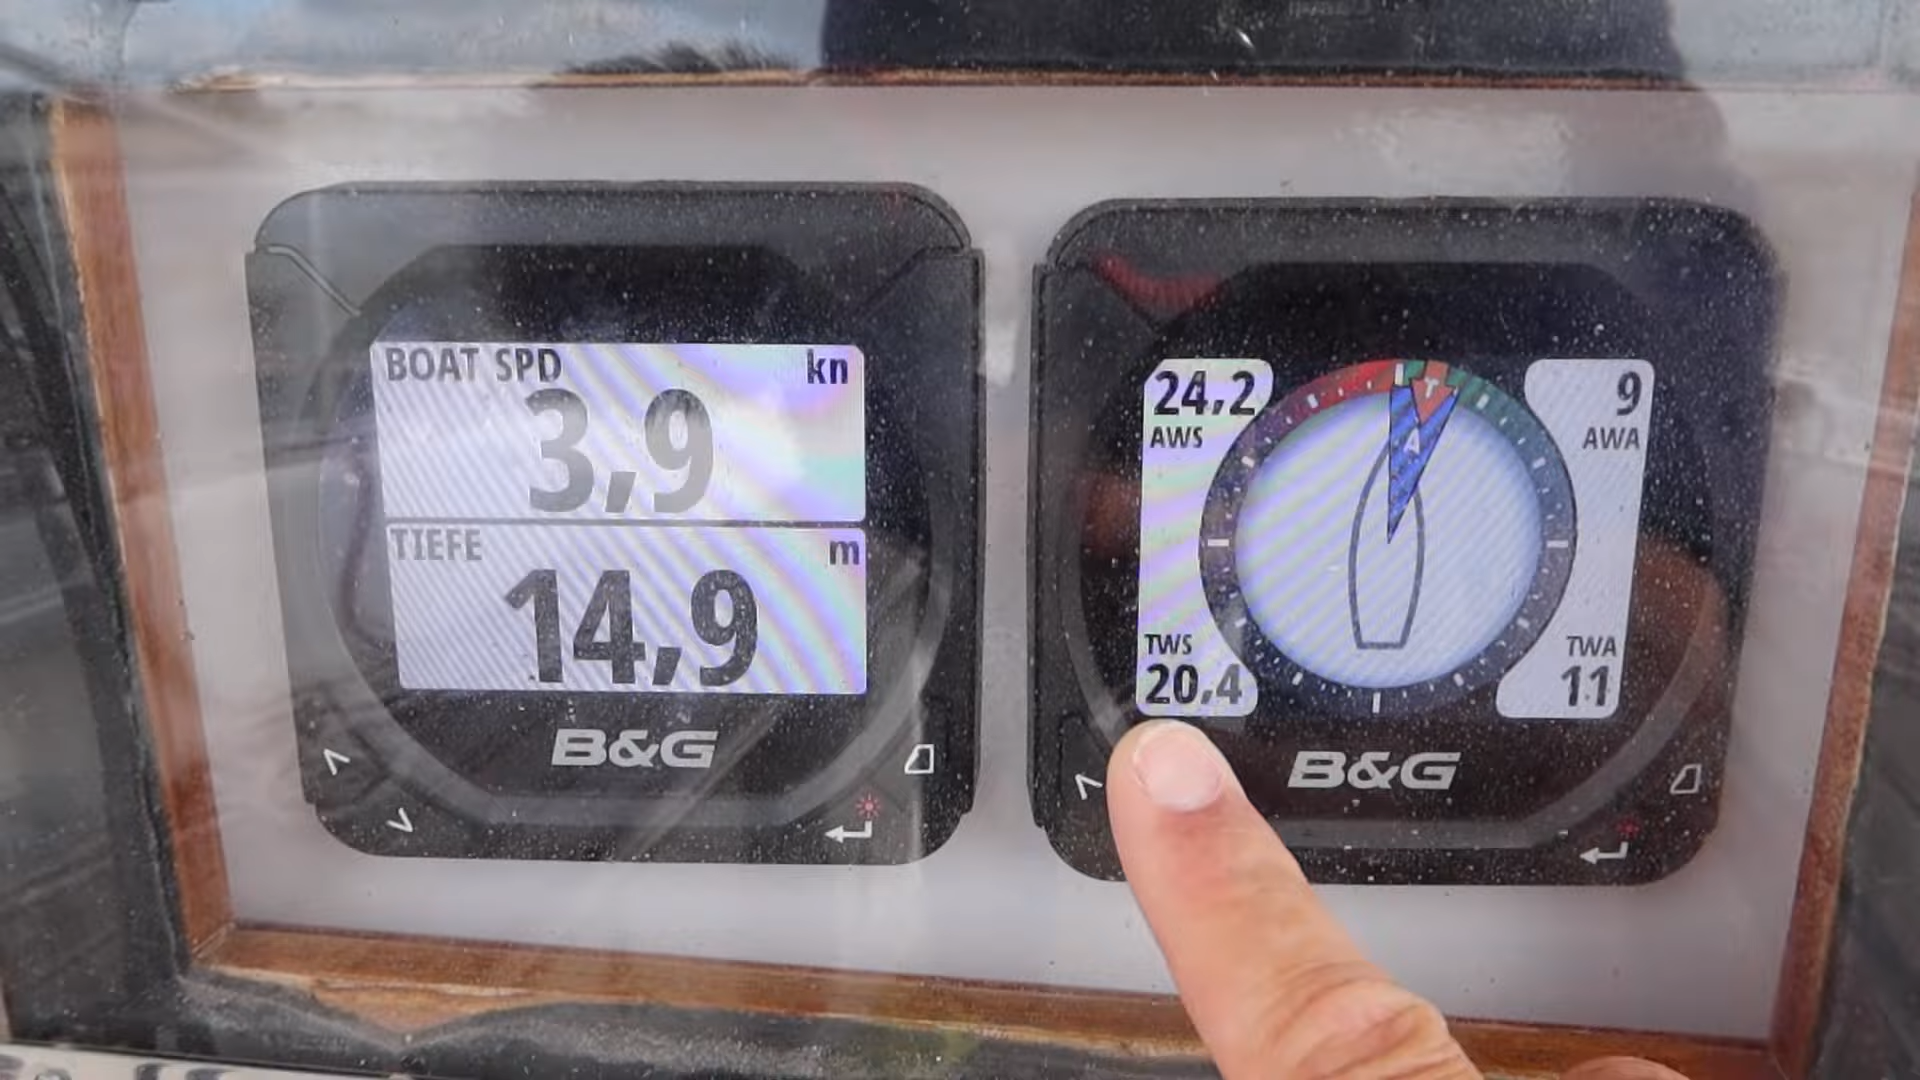 BOAT SPD kn
3,9
TIEFE m
14,9
B&G
24,2
AWS
9
AWA
T
A
TWS
20,4
TWA
11
B&G